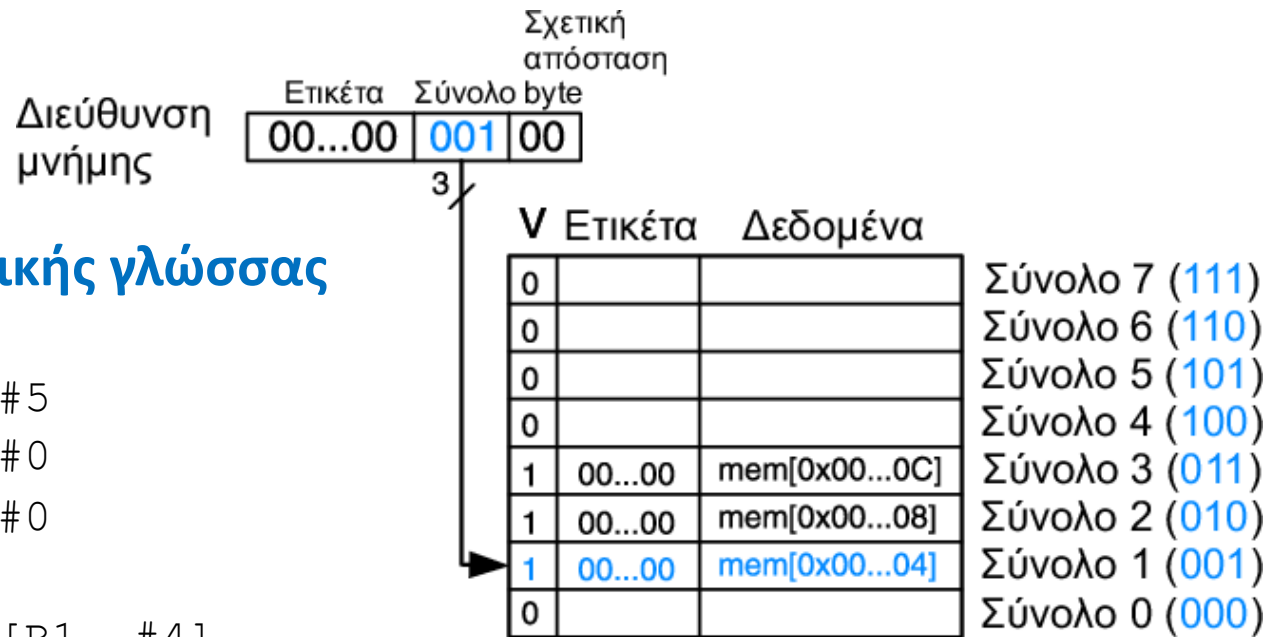 Σχετική
απόσταση
Ετικέτα Σύνολο byte
Διεύθυνση
μνήμης
00...00 001 00
3
V Ετικέτα Δεδομένα
ικής γλώσσας
0 Σύνολο 7 (111)
0 Σύνολο 6 (110)
0 Σύνολο 5 (101)
#5
0 Σύνολο 4 (100)
#0
1 00...00 mem[0x00...0C] Σύνολο 3 (011)
#0
1 00...00 mem[0x00...08] Σύνολο 2 (010)
1 00...00 mem[0x00...04] Σύνολο 1 (001)
0 Σύνολο 0 (000)